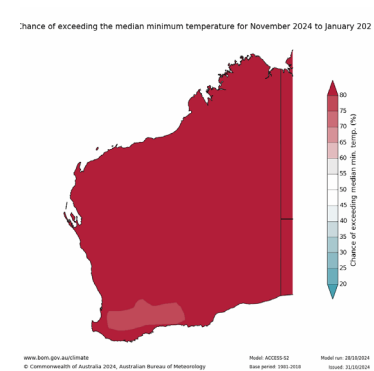 Chance of exceeding the median minimum temperature for November 2024 to January 202
80
75
70
65
60
55
50
45
40
35
30
25
20
Chance of exceeding median min. temp. (%)
www.bom.gov.au/climate
Model: ACCESS-S2
Model run: 28/10/2024
© Commonwealth of Australia 2024, Australian Bureau of Meteorology
Base period: 1981-2018
Issued: 31/10/2024